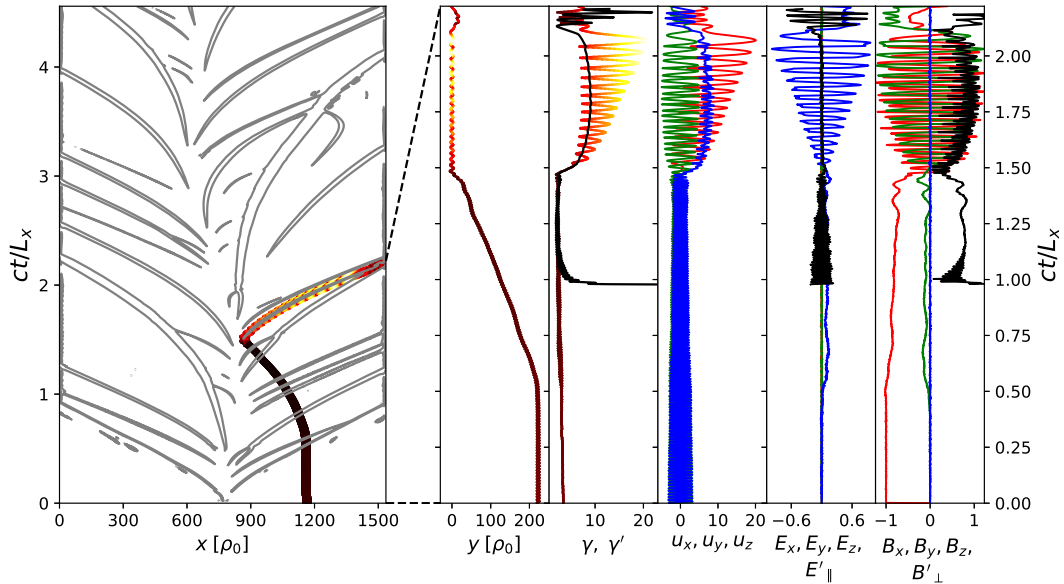 4
3
2
1
0
ct/L_x
0 300 600 900 1200 1500
x [ρ_0]
0 100 200
y [ρ_0]
10 20
γ, γ′
0 10 20
u_x, u_y, u_z
−0.6 0.6
E_x, E_y, E_z,
E′_∥
−1 0 1
B_x, B_y, B_z,
B′_⊥
2.00
1.75
1.50
1.25
1.00
0.75
0.50
0.25
0.00
ct/L_x